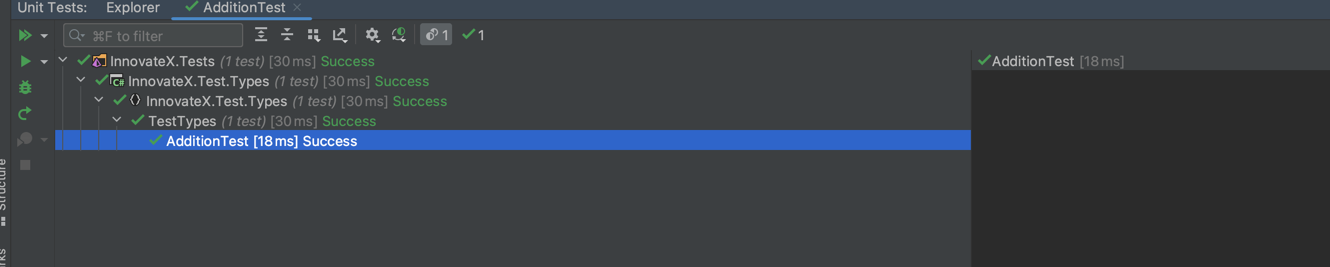 Unit Tests: Explorer AdditionTest
⌘F to filter 1 1
InnovateX.Tests (1 test) [30 ms] Success
C# InnovateX.Test.Types (1 test) [30 ms] Success
InnovateX.Test.Types (1 test) [30 ms] Success
TestTypes (1 test) [30 ms] Success
AdditionTest [18 ms] Success
AdditionTest [18 ms]
Structure